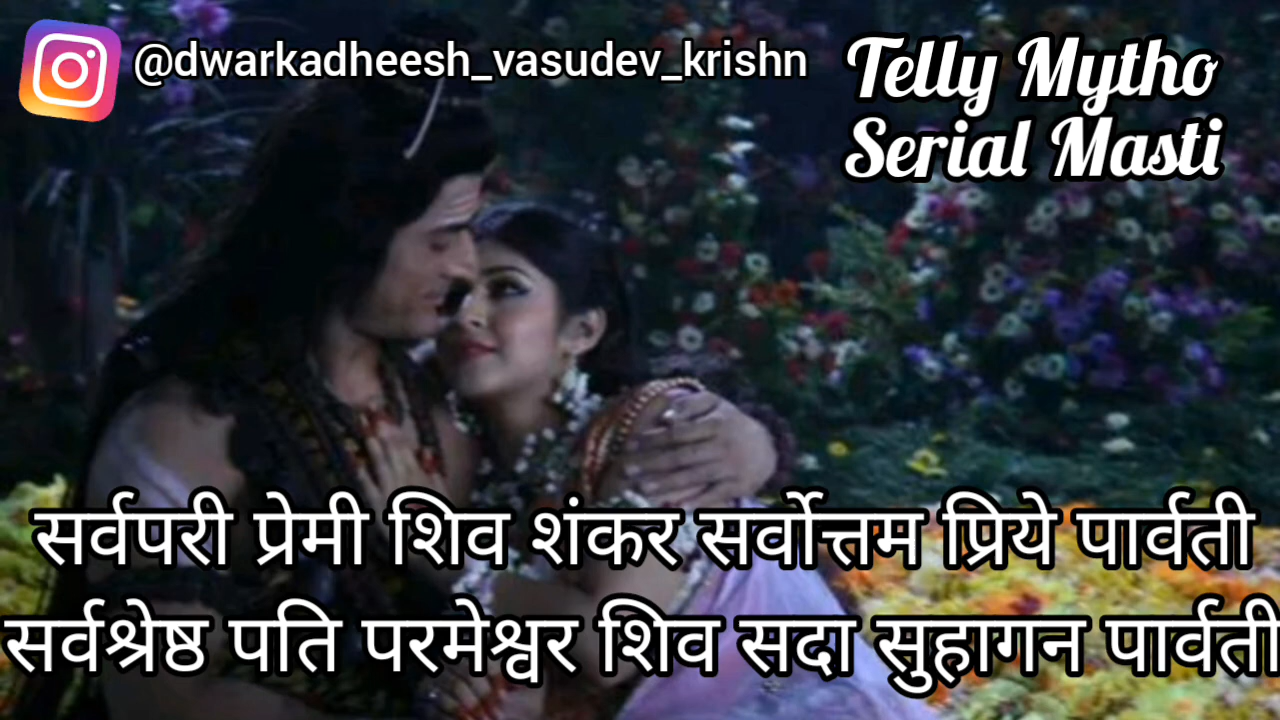 @dwarkadheesh_vasudev_krishn
Telly Mytho
Serial Masti
सर्वपरी प्रेमी शिव शंकर सर्वोत्तम प्रिये पार्वती
सर्वश्रेष्ठ पति परमेश्वर शिव सदा सुहागन पार्वती